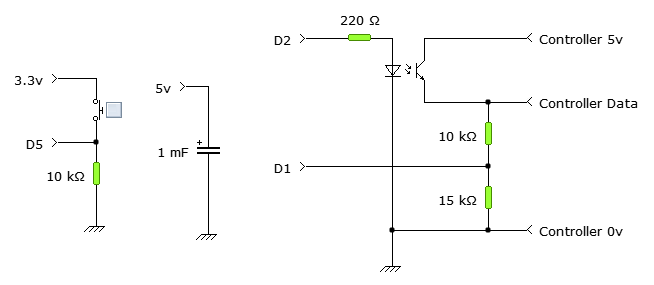 220 Ω
D2
Controller 5v
3.3v
5v
Controller Data
10 kΩ
D5
1 mF
D1
10 kΩ
15 kΩ
Controller 0v
+